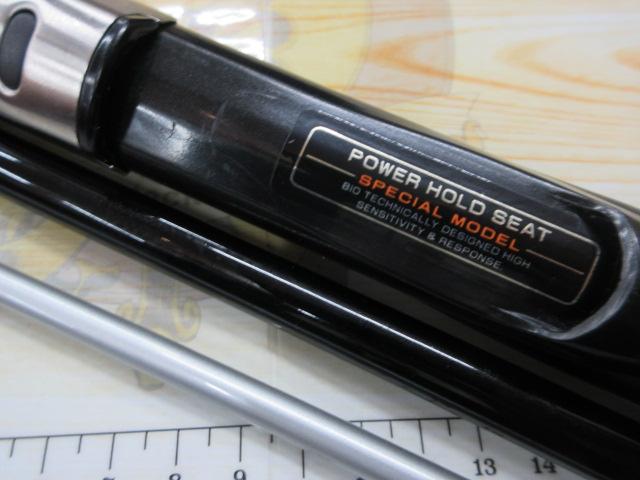 POWER HOLD SEAT
SPECIAL MODEL
BIO TECHNICALLY DESIGNED HIGH
SENSITIVITY & RESPONSE
8 9 13 14